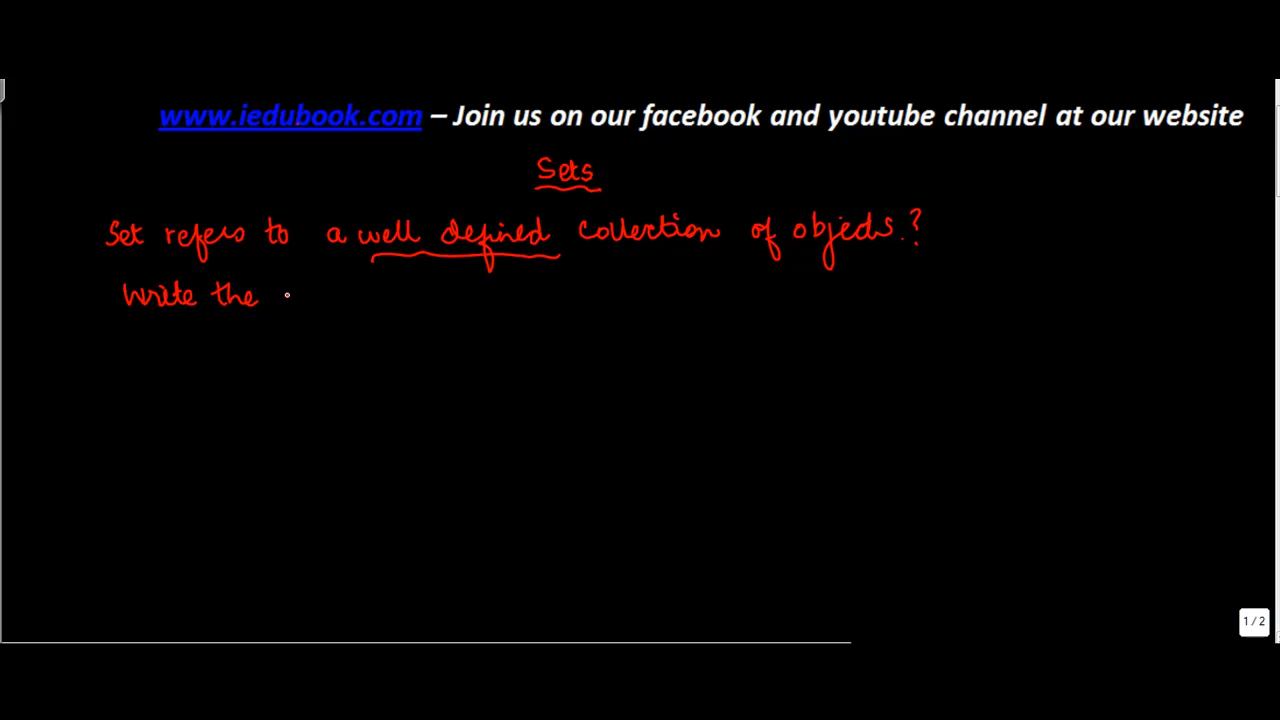 www.iedubook.com – Join us on our facebook and youtube channel at our website
Sets
Set refers to a well defined collection of objects.?
Write the
1 / 2